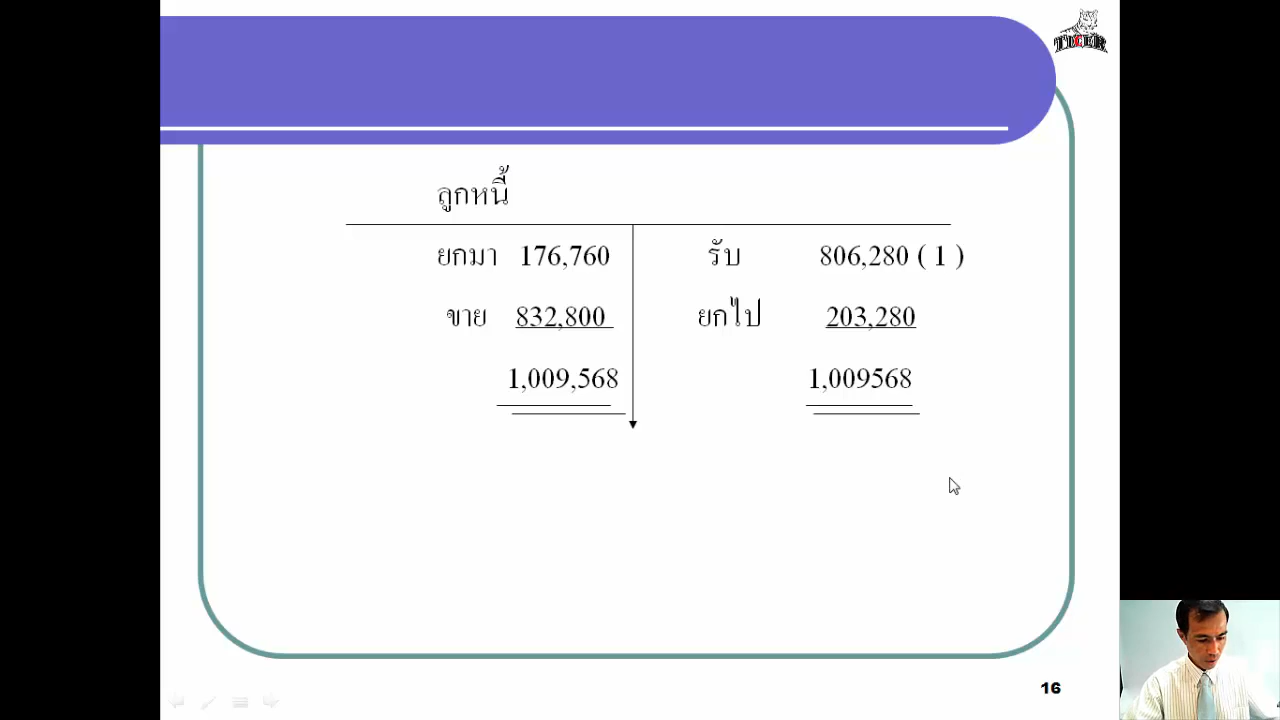 TIGER
ลูกหนี้
ยกมา 176,760 รับ 806,280 ( 1 )
ขาย 832,800 ยกไป 203,280
1,009,568 1,009568
16